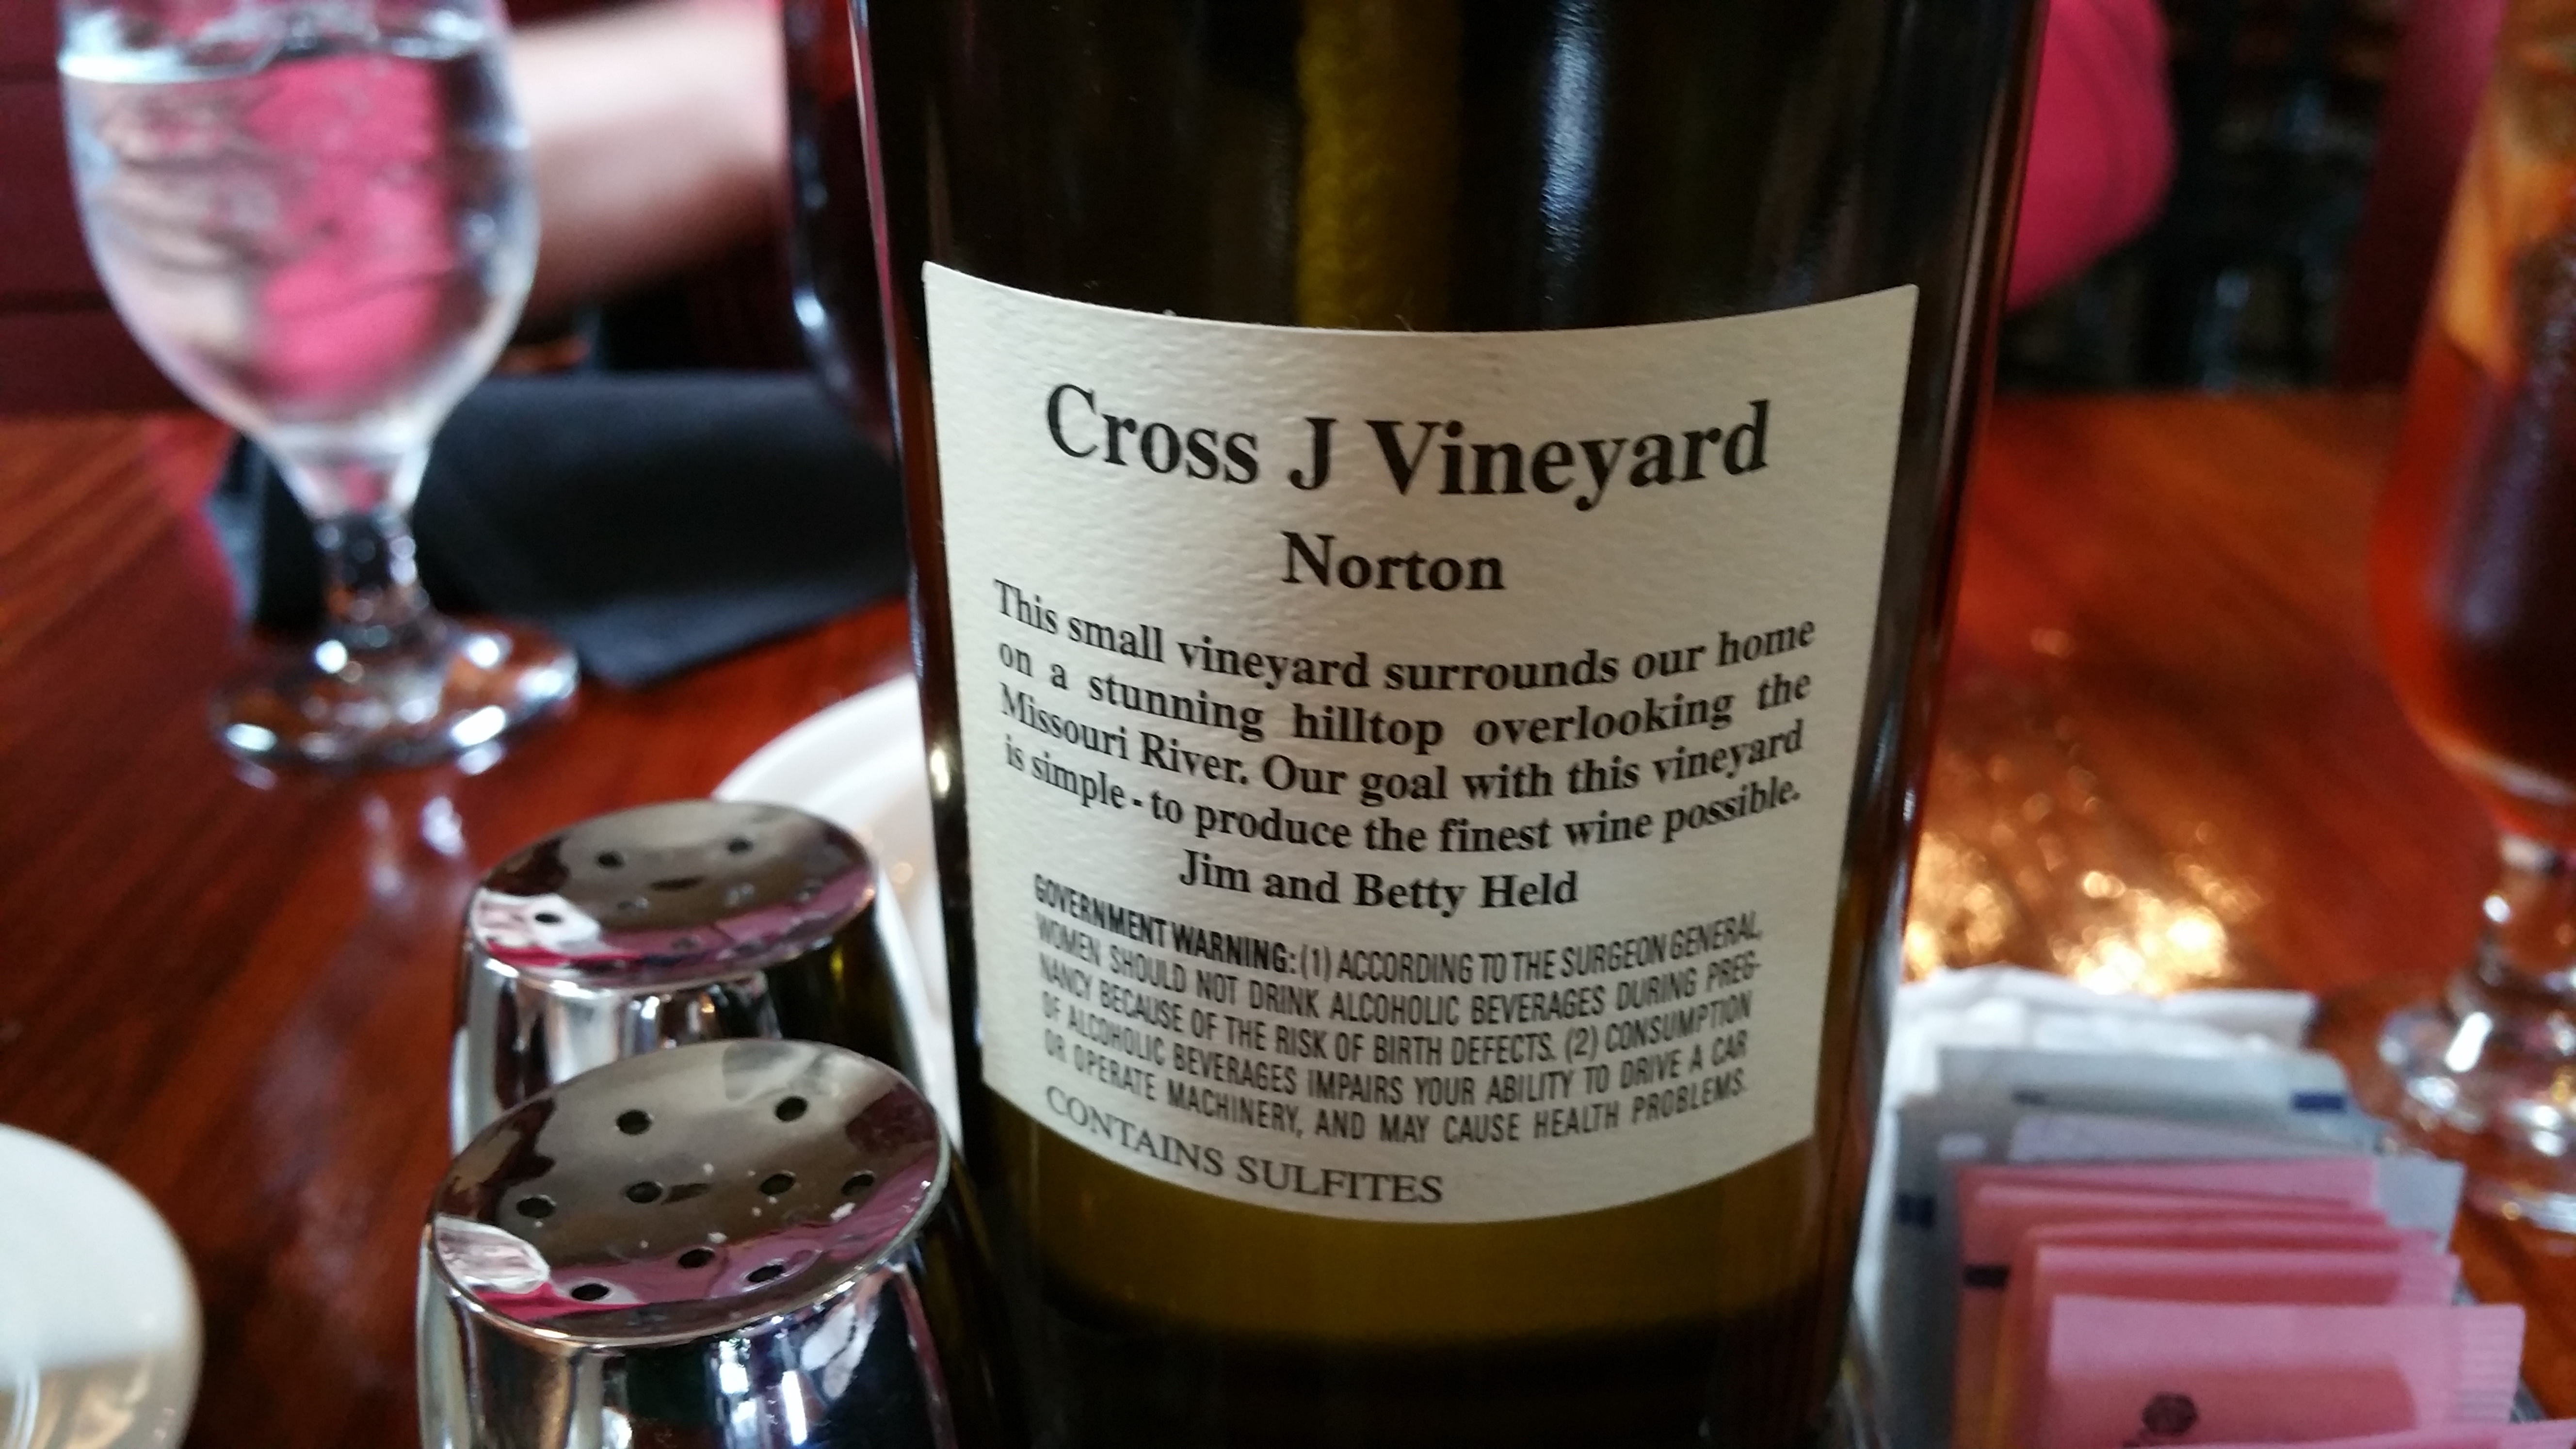 Cross J Vineyard
Norton
This small vineyard surrounds our home
on a stunning hilltop overlooking the
Missouri River. Our goal with this vineyard
is simple - to produce the finest wine possible.
Jim and Betty Held
GOVERNMENT WARNING: (1) ACCORDING TO THE SURGEON GENERAL,
WOMEN SHOULD NOT DRINK ALCOHOLIC BEVERAGES DURING PREG-
NANCY BECAUSE OF THE RISK OF BIRTH DEFECTS. (2) CONSUMPTION
OF ALCOHOLIC BEVERAGES IMPAIRS YOUR ABILITY TO DRIVE A CAR
OR OPERATE MACHINERY, AND MAY CAUSE HEALTH PROBLEMS.
CONTAINS SULFITES